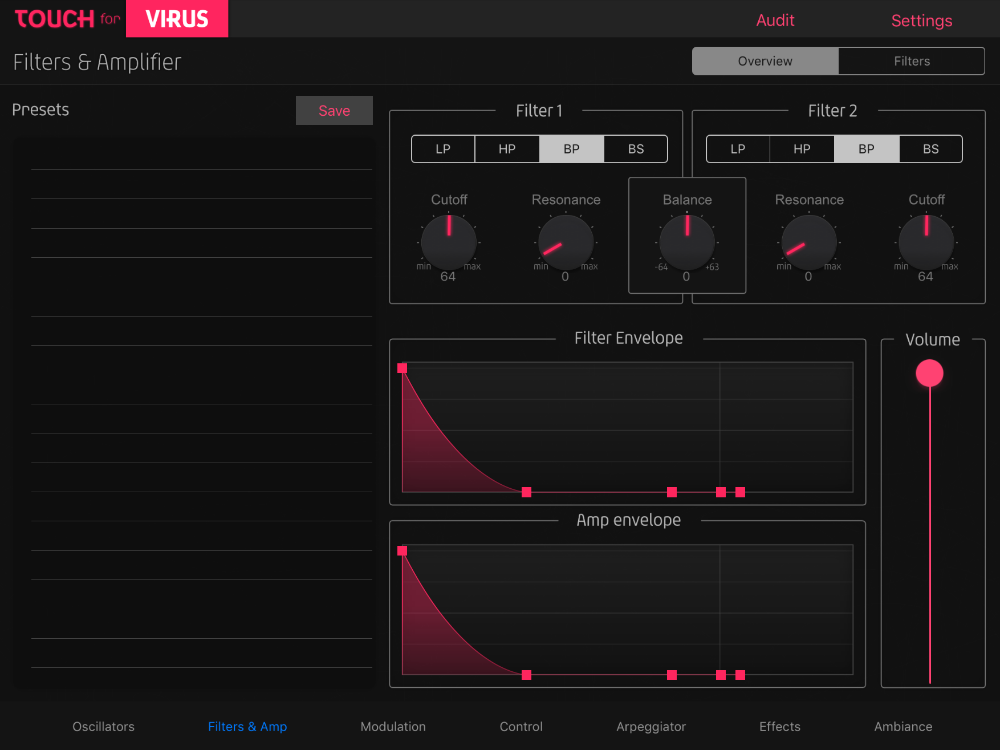 TOUCH for VIRUS
Audit
Settings
Filters & Amplifier
Overview
Filters
Presets
Save
Filter 1
Filter 2
LP HP BP BS
LP HP BP BS
Cutoff
Resonance
Balance
Resonance
Cutoff
min max
min max
-64 +63
min max
min max
64
0
0
0
64
Filter Envelope
Volume
Amp envelope
Oscillators
Filters & Amp
Modulation
Control
Arpeggiator
Effects
Ambiance